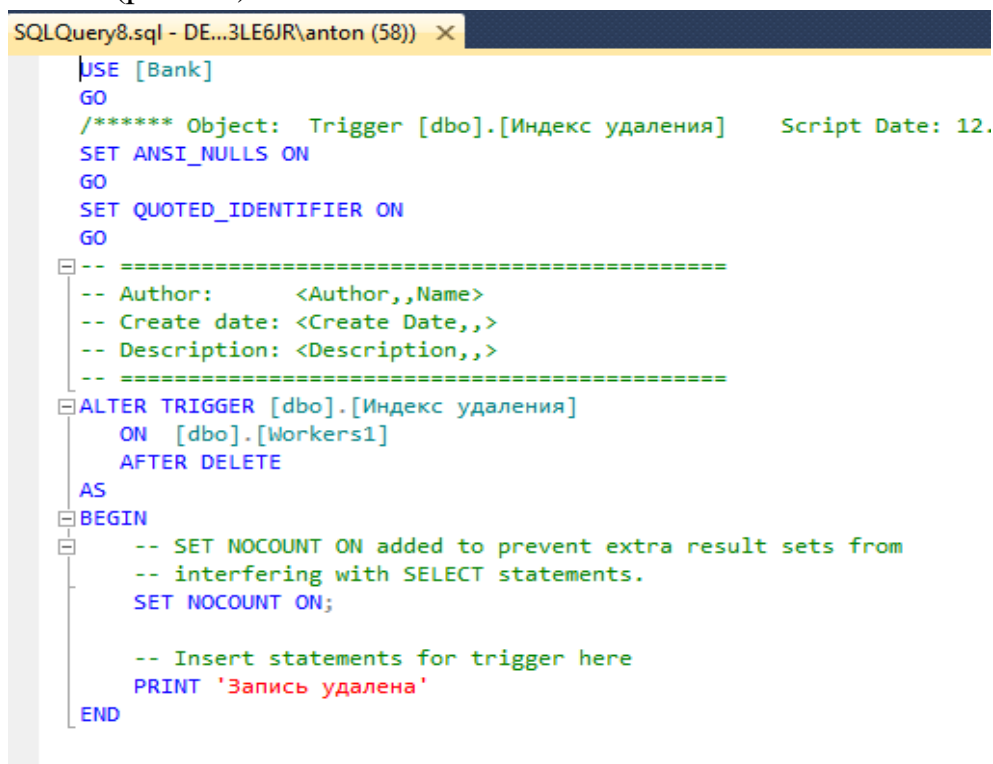 SQLQuery8.sql - DE...3LE6JR\anton (58)) ×
USE [Bank]
GO
/****** Object:  Trigger [dbo].[Индекс удаления]    Script Date: 12.
SET ANSI_NULLS ON
GO
SET QUOTED_IDENTIFIER ON
GO
-- =============================================
-- Author:      <Author,,Name>
-- Create date: <Create Date,,>
-- Description: <Description,,>
-- =============================================
ALTER TRIGGER [dbo].[Индекс удаления]
   ON  [dbo].[Workers1]
   AFTER DELETE
AS
BEGIN
    -- SET NOCOUNT ON added to prevent extra result sets from
    -- interfering with SELECT statements.
    SET NOCOUNT ON;
    -- Insert statements for trigger here
    PRINT 'Запись удалена'
END